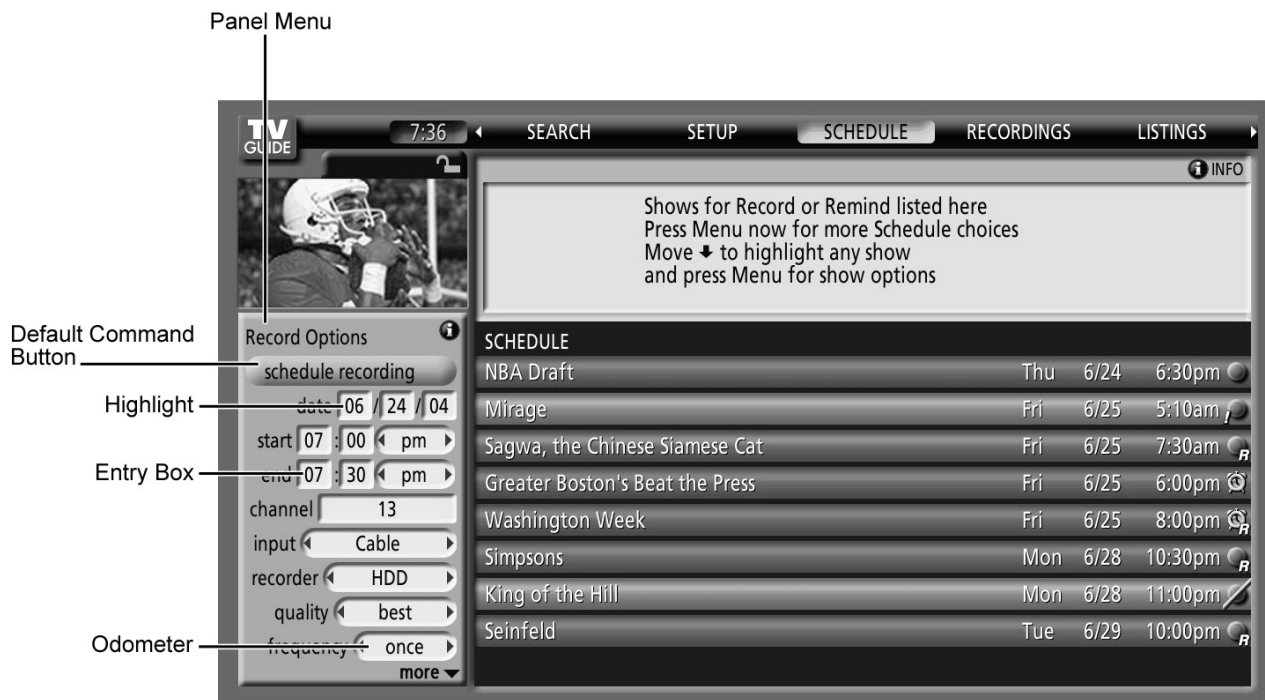 Panel Menu
TV GUIDE
7:36
SEARCH SETUP SCHEDULE RECORDINGS LISTINGS
i INFO
Shows for Record or Remind listed here
Press Menu now for more Schedule choices
Move ⬇ to highlight any show
and press Menu for show options
Default Command
Button
Highlight
Entry Box
Odometer
Record Options i
schedule recording
date 06 / 24 / 04
start 07 : 00 pm
end 07 : 30 pm
channel 13
input Cable
recorder HDD
quality best
frequency once
more
SCHEDULE
NBA Draft Thu 6/24 6:30pm
Mirage Fri 6/25 5:10am !
Sagwa, the Chinese Siamese Cat Fri 6/25 7:30am R
Greater Boston's Beat the Press Fri 6/25 6:00pm
Washington Week Fri 6/25 8:00pm R
Simpsons Mon 6/28 10:30pm R
King of the Hill Mon 6/28 11:00pm
Seinfeld Tue 6/29 10:00pm R